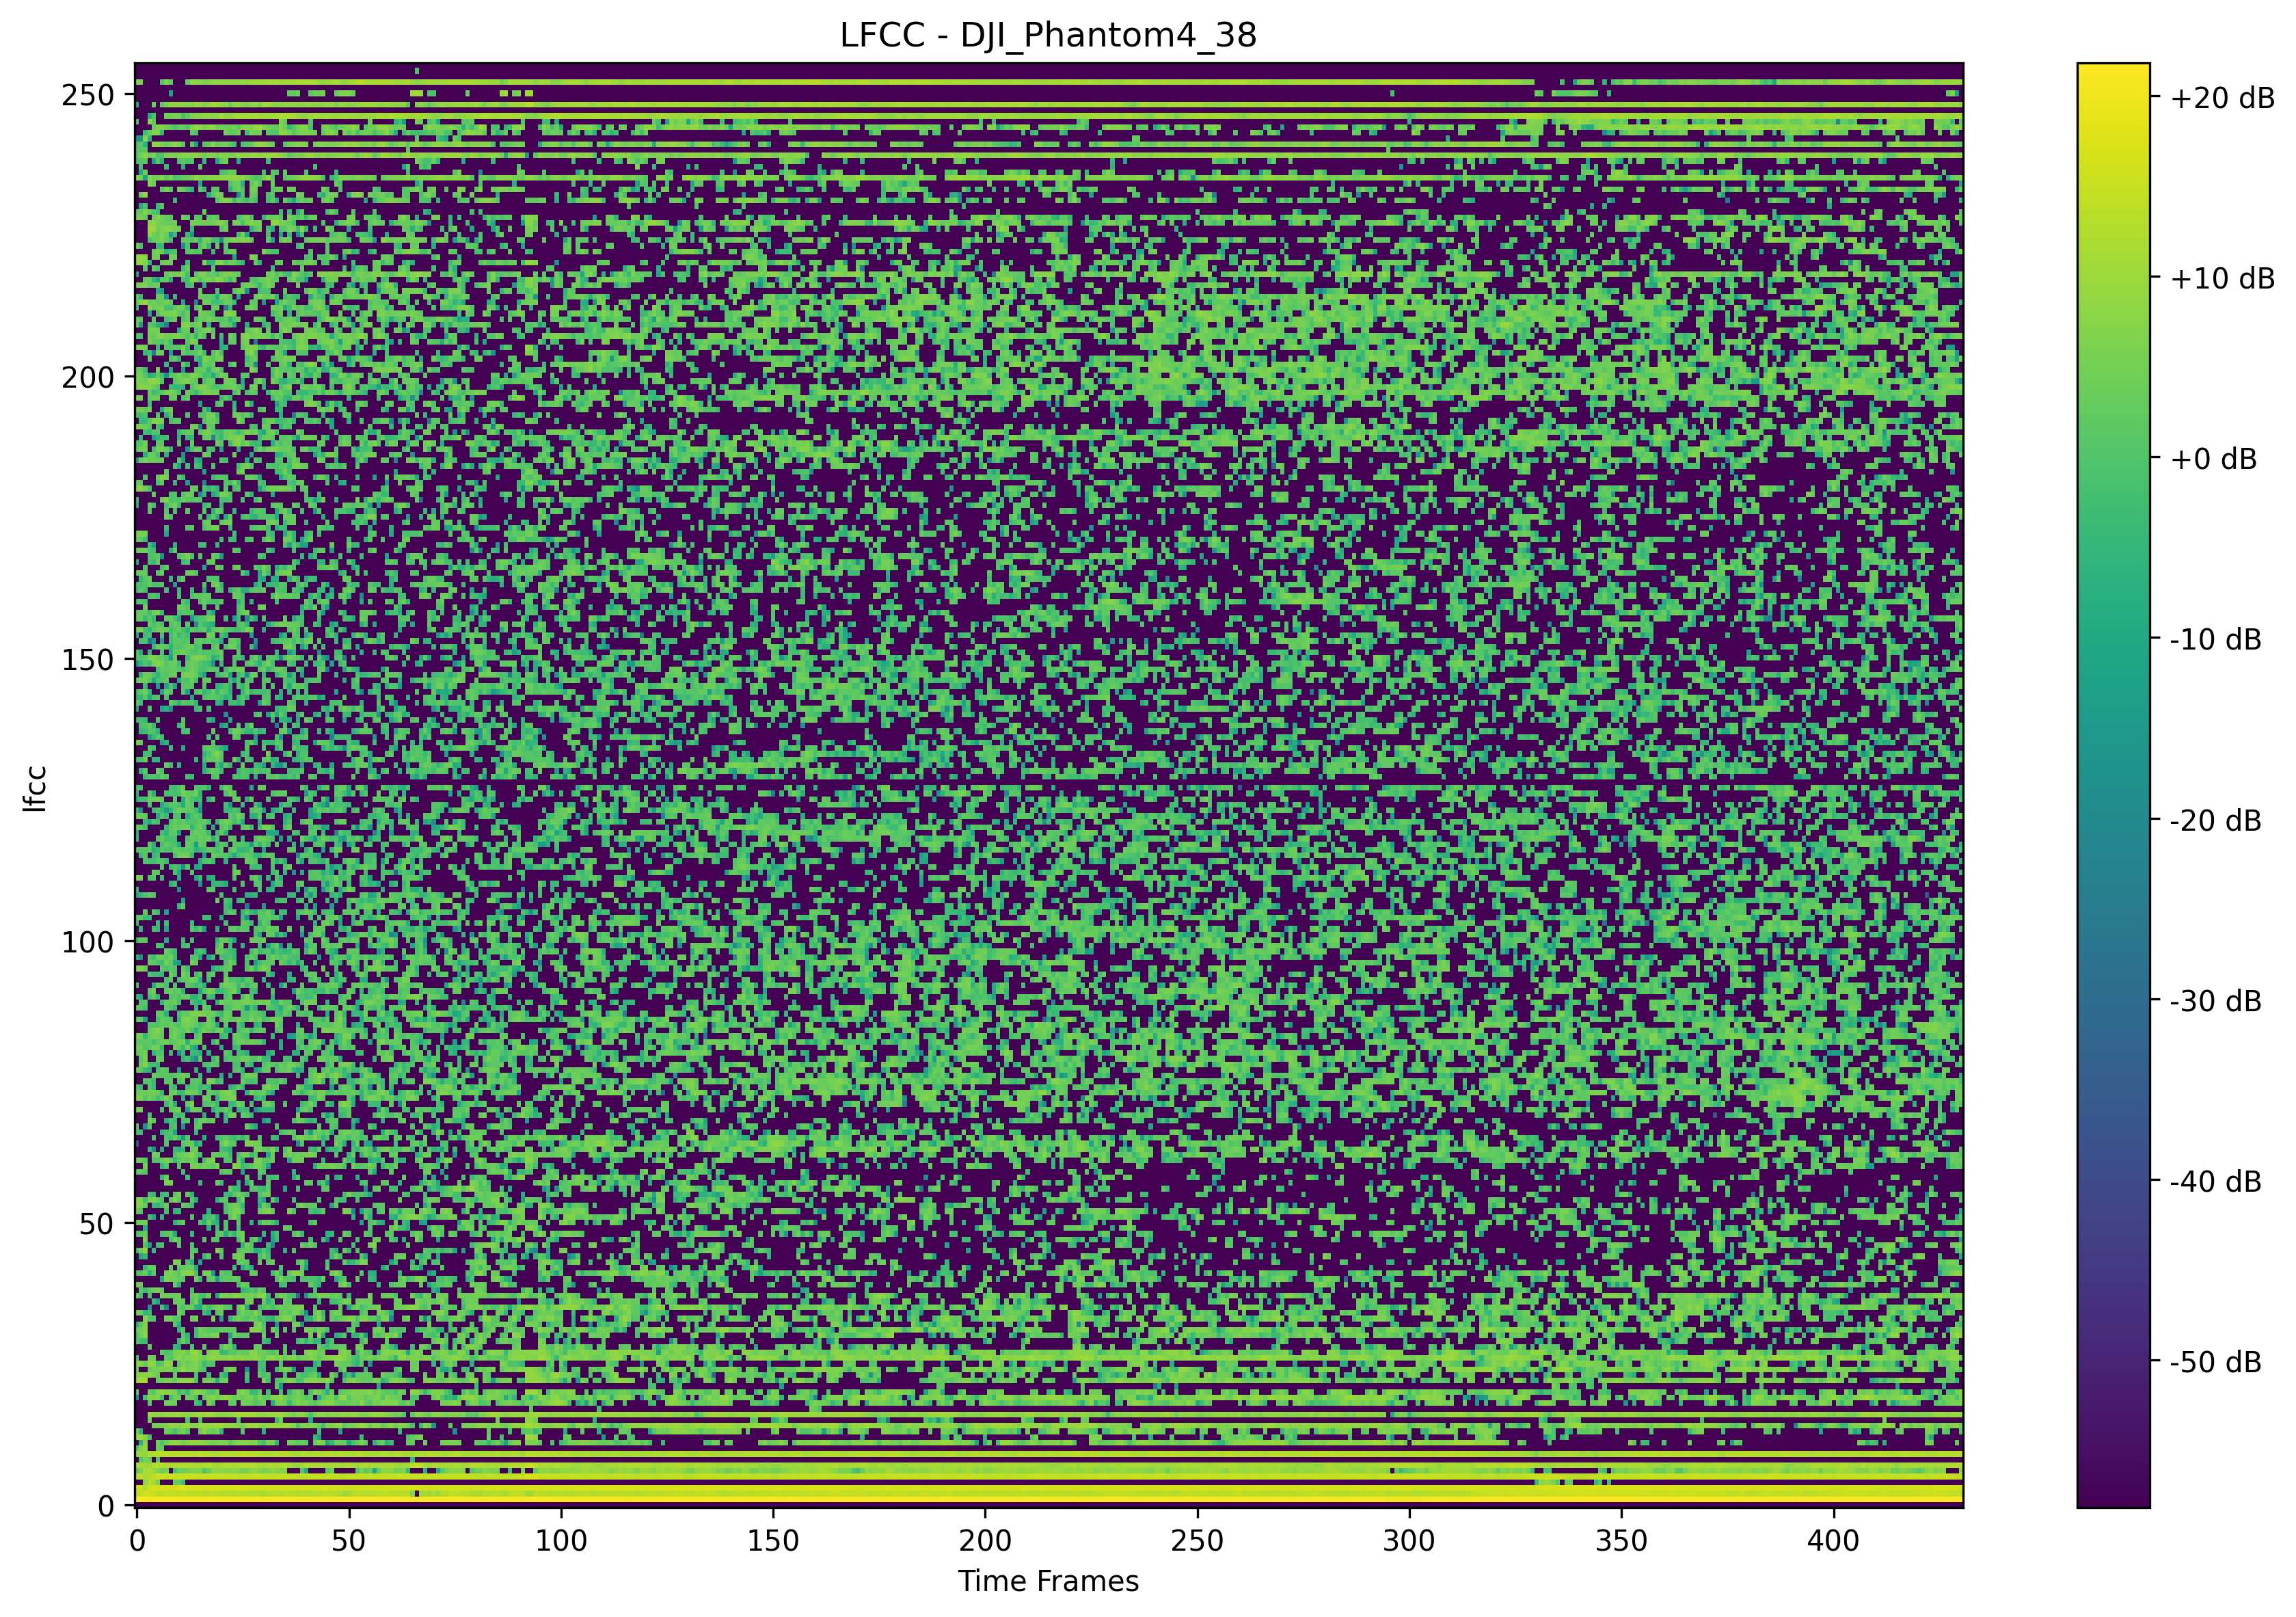 LFCC - DJI_Phantom4_38
250
200
150
100
50
0
lfcc
0 50 100 150 200 250 300 350 400
Time Frames
+20 dB
+10 dB
+0 dB
-10 dB
-20 dB
-30 dB
-40 dB
-50 dB